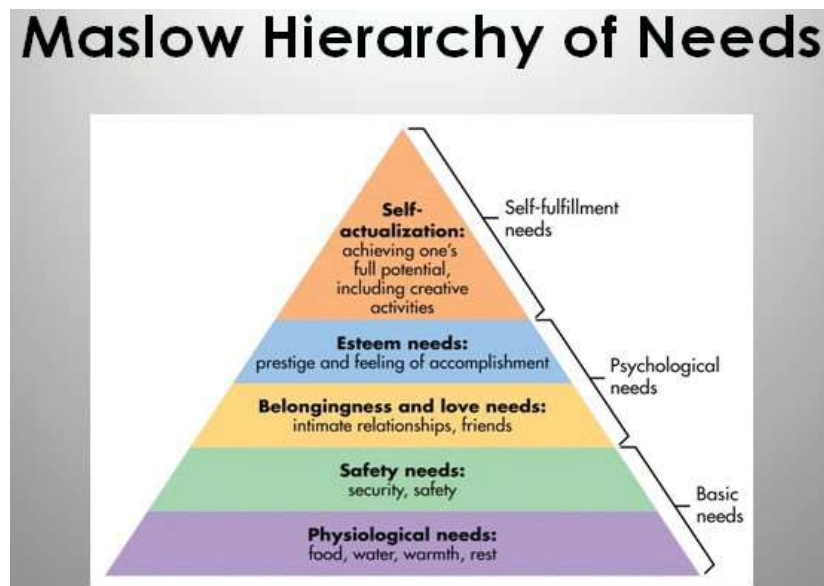 Maslow Hierarchy of Needs
Self-
actualization:
achieving one's
full potential,
including creative
activities
Self-fulfillment
needs
Esteem needs:
prestige and feeling of accomplishment
Psychological
needs
Belongingness and love needs:
intimate relationships, friends
Safety needs:
security, safety
Basic
needs
Physiological needs:
food, water, warmth, rest